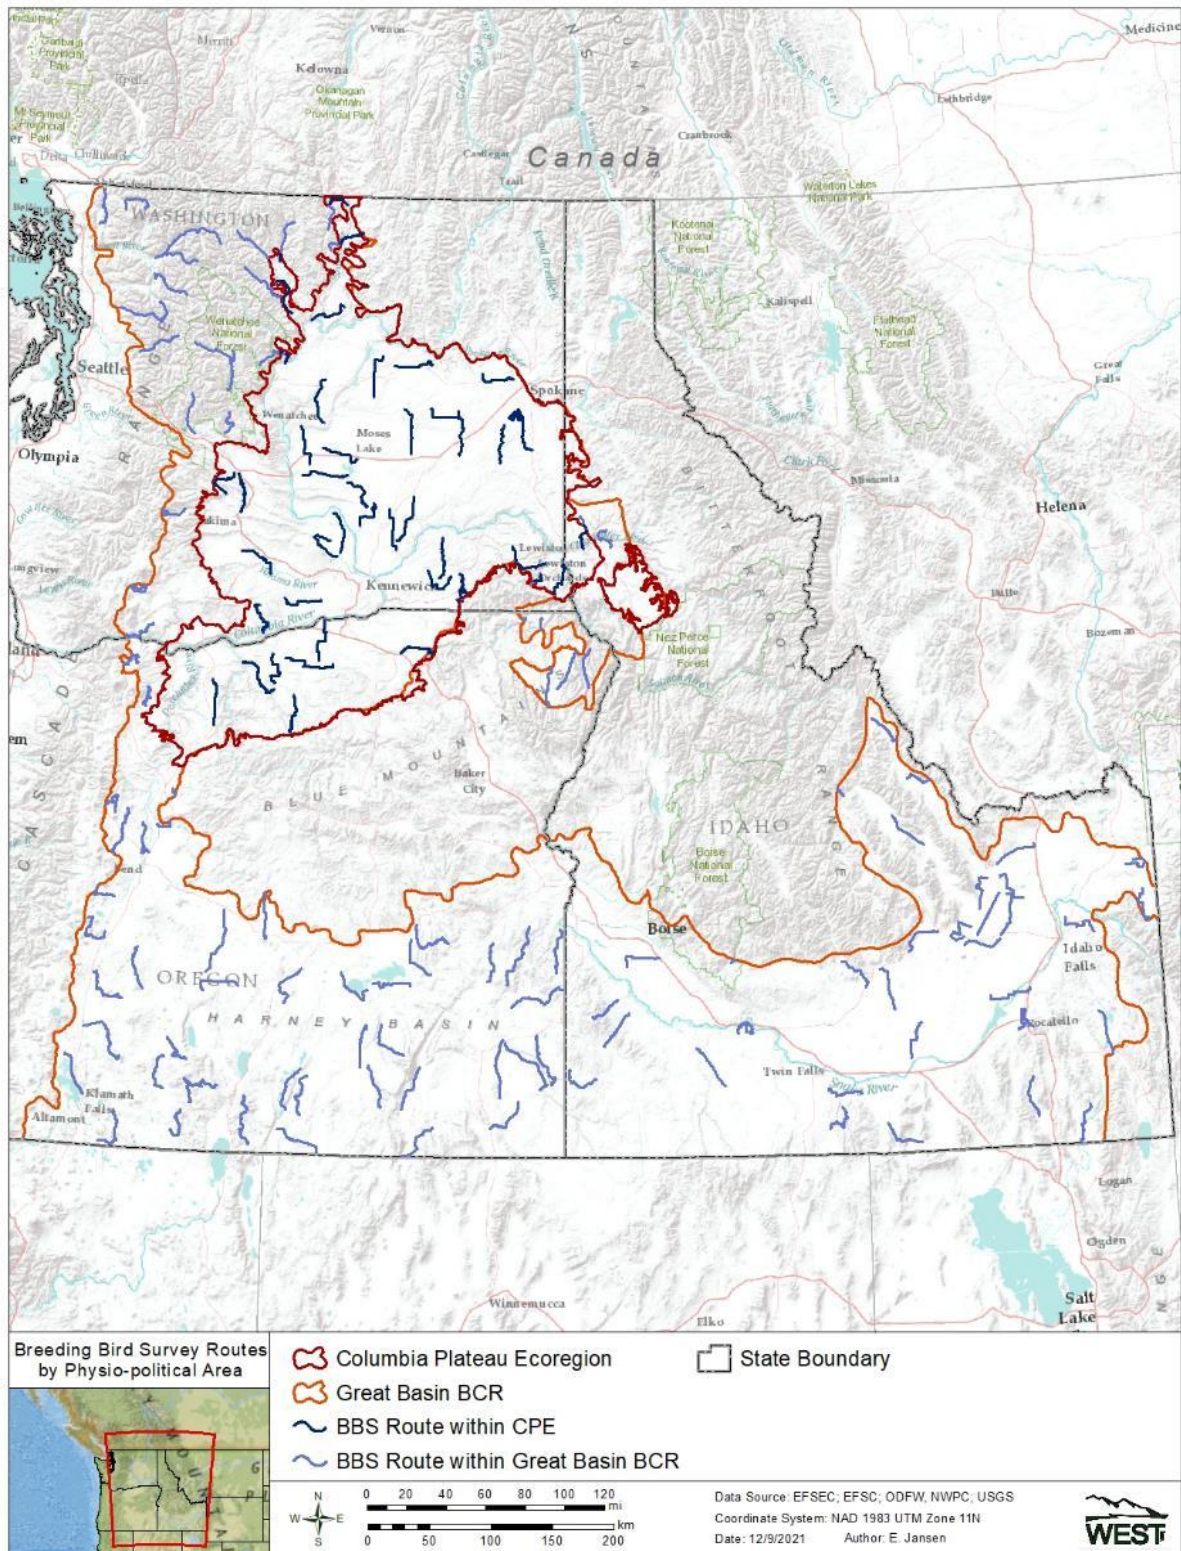 Medicine
Vernon
Merritt
Kelowna
Okanagan
Mountain
Provincial Park
Lethbridge
Cranbrook
Castlegar
Trail
Canada
Waterton Lakes
National Park
WASHINGTON
Kootenai
National
Forest
Kalispell
Flathead
National
Forest
Wenatchee
National
Forest
Seattle
Great
Falls
Spokane
Wenatchee
Moses
Lake
Olympia
Missoula
Helena
Kennewick
Columbia River
Butte
Bozeman
Nez Perce
National
Forest
BLUE MOUNTAINS
Baker
City
IDAHO
Boise
National
Forest
Boise
Idaho
Falls
OREGON
HARNEY BASIN
Twin Falls
Snake River
Klamath
Falls
Altamont
Logan
Ogden
Salt
Lake
Winnemucca
Elko
Breeding Bird Survey Routes
by Physio-political Area
Columbia Plateau Ecoregion
State Boundary
Great Basin BCR
BBS Route within CPE
BBS Route within Great Basin BCR
N
W E
S
0 20 40 60 80 100 120
mi
km
0 50 100 150 200
Data Source: EFSEC; EFSC; ODFW, NWPC; USGS
Coordinate System: NAD 1983 UTM Zone 11N
Date: 12/9/2021 Author: E. Jansen
WEST